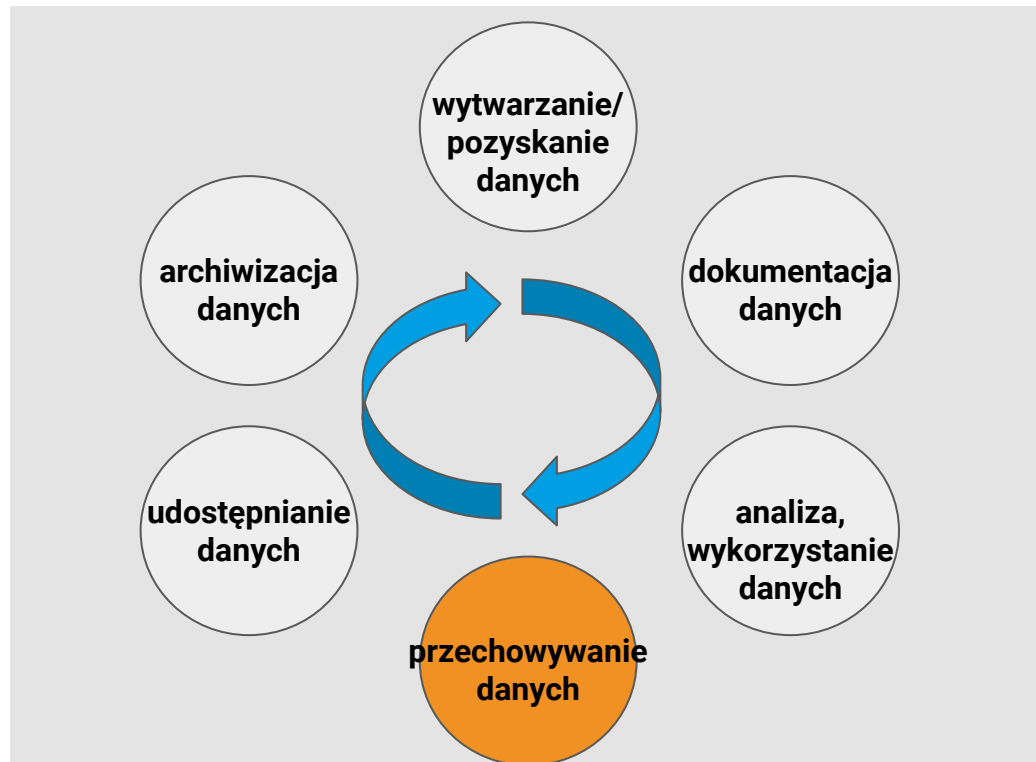 wytwarzanie/
pozyskanie
danych
dokumentacja
danych
analiza,
wykorzystanie
danych
przechowywanie
danych
udostępnianie
danych
archiwizacja
danych